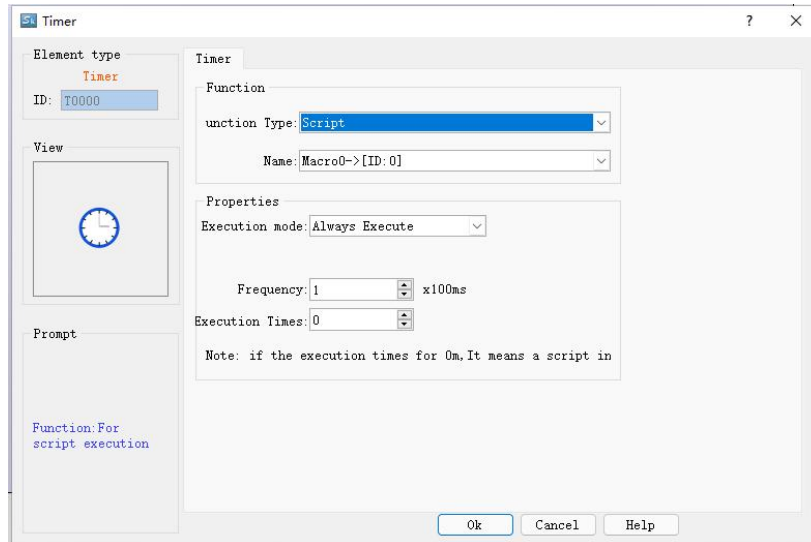 Sk Timer
? ×
Element type
Timer
ID: T0000
View
Prompt
Function:For
script execution
Timer
Function
unction Type: Script
Name: Macro0->[ID:0]
Properties
Execution mode: Always Execute
Frequency: 1 x100ms
Execution Times: 0
Note: if the execution times for 0m,It means a script in
Ok Cancel Help